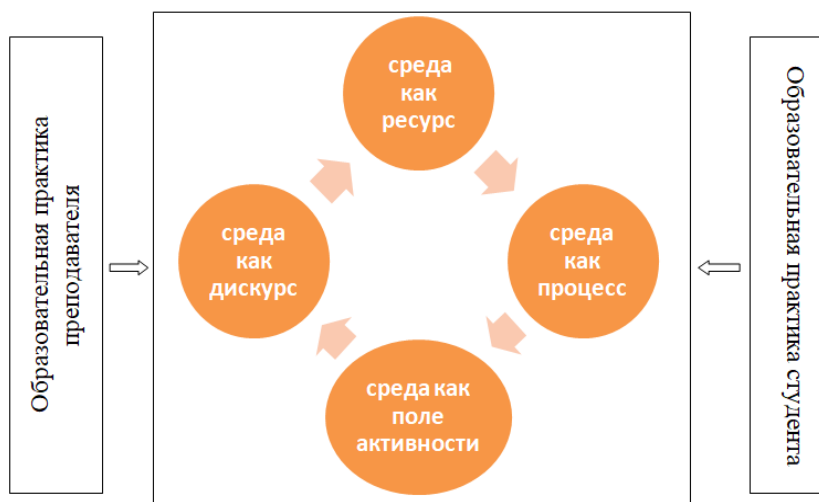 Образовательная практика
преподавателя
среда
как
ресурс
среда
как
процесс
среда как
поле
активности
среда
как
дискурс
Образовательная практика студента